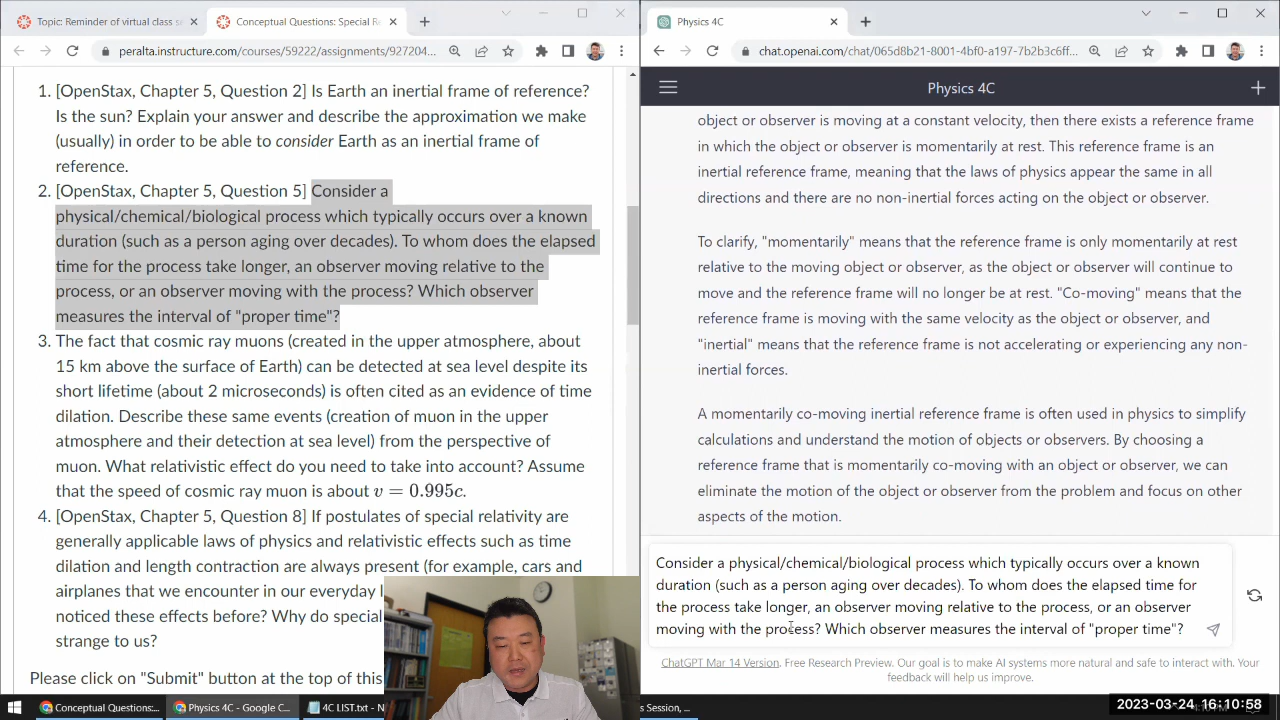 Topic: Reminder of virtual class se
Conceptual Questions: Special Re
peralta.instructure.com/courses/59222/assignments/927204...
1. [OpenStax, Chapter 5, Question 2] Is Earth an inertial frame of reference?
Is the sun? Explain your answer and describe the approximation we make
(usually) in order to be able to consider Earth as an inertial frame of
reference.
2. [OpenStax, Chapter 5, Question 5] Consider a
physical/chemical/biological process which typically occurs over a known
duration (such as a person aging over decades). To whom does the elapsed
time for the process take longer, an observer moving relative to the
process, or an observer moving with the process? Which observer
measures the interval of "proper time"?
3. The fact that cosmic ray muons (created in the upper atmosphere, about
15 km above the surface of Earth) can be detected at sea level despite its
short lifetime (about 2 microseconds) is often cited as an evidence of time
dilation. Describe these same events (creation of muon in the upper
atmosphere and their detection at sea level) from the perspective of
muon. What relativistic effect do you need to take into account? Assume
that the speed of cosmic ray muon is about v = 0.995c.
4. [OpenStax, Chapter 5, Question 8] If postulates of special relativity are
generally applicable laws of physics and relativistic effects such as time
dilation and length contraction are always present (for example, cars and
airplanes that we encounter in our everyday l
noticed these effects before? Why do special
strange to us?
Please click on "Submit" button at the top of this
Physics 4C
chat.openai.com/chat/065d8b21-8001-4bf0-a197-7b2b3c6ff...
Physics 4C
object or observer is moving at a constant velocity, then there exists a reference frame
in which the object or observer is momentarily at rest. This reference frame is an
inertial reference frame, meaning that the laws of physics appear the same in all
directions and there are no non-inertial forces acting on the object or observer.
To clarify, "momentarily" means that the reference frame is only momentarily at rest
relative to the moving object or observer, as the object or observer will continue to
move and the reference frame will no longer be at rest. "Co-moving" means that the
reference frame is moving with the same velocity as the object or observer, and
"inertial" means that the reference frame is not accelerating or experiencing any non-
inertial forces.
A momentarily co-moving inertial reference frame is often used in physics to simplify
calculations and understand the motion of objects or observers. By choosing a
reference frame that is momentarily co-moving with an object or observer, we can
eliminate the motion of the object or observer from the problem and focus on other
aspects of the motion.
Consider a physical/chemical/biological process which typically occurs over a known
duration (such as a person aging over decades). To whom does the elapsed time for
the process take longer, an observer moving relative to the process, or an observer
moving with the process? Which observer measures the interval of "proper time"?
ChatGPT Mar 14 Version. Free Research Preview. Our goal is to make AI systems more natural and safe to interact with. Your
feedback will help us improve.
Conceptual Questions:...
Physics 4C - Google C...
4C LIST.txt - N
s Session, ...
2023-03-24 16:10:58